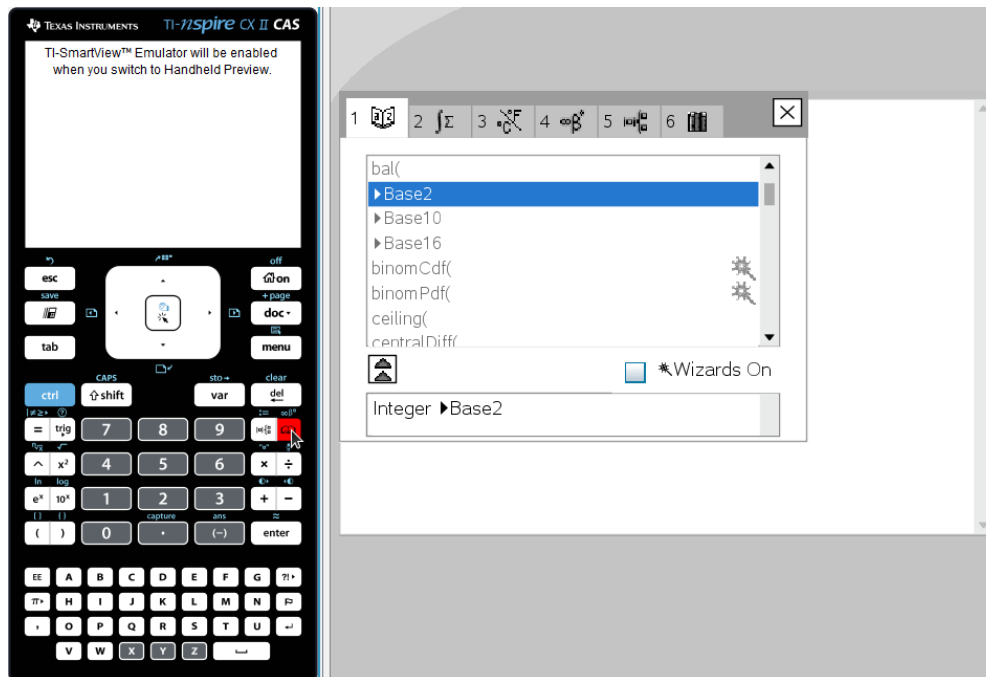 TEXAS INSTRUMENTS TI-nspire CX II CAS
TI-SmartView™ Emulator will be enabled
when you switch to Handheld Preview.
1 2 ∫Σ 3 °C °F 4 ∞β° 5 6
bal(
▶Base2
▶Base10
▶Base16
binomCdf(
binomPdf(
ceiling(
centralDiff(
Wizards On
Integer ▶Base2
off
esc on
save +page
doc
tab menu
CAPS sto→ clear
ctrl shift var del
|≠≥▸ ? := ∞β°
= trig 7 8 9
^ x² 4 5 6 × ÷
ln log
eˣ 10ˣ 1 2 3 + −
{ } [ ] capture ans ≈
( ) 0 . (−) enter
EE A B C D E F G ?!▸
π▸ H I J K L M N
, O P Q R S T U ↵
V W X Y Z